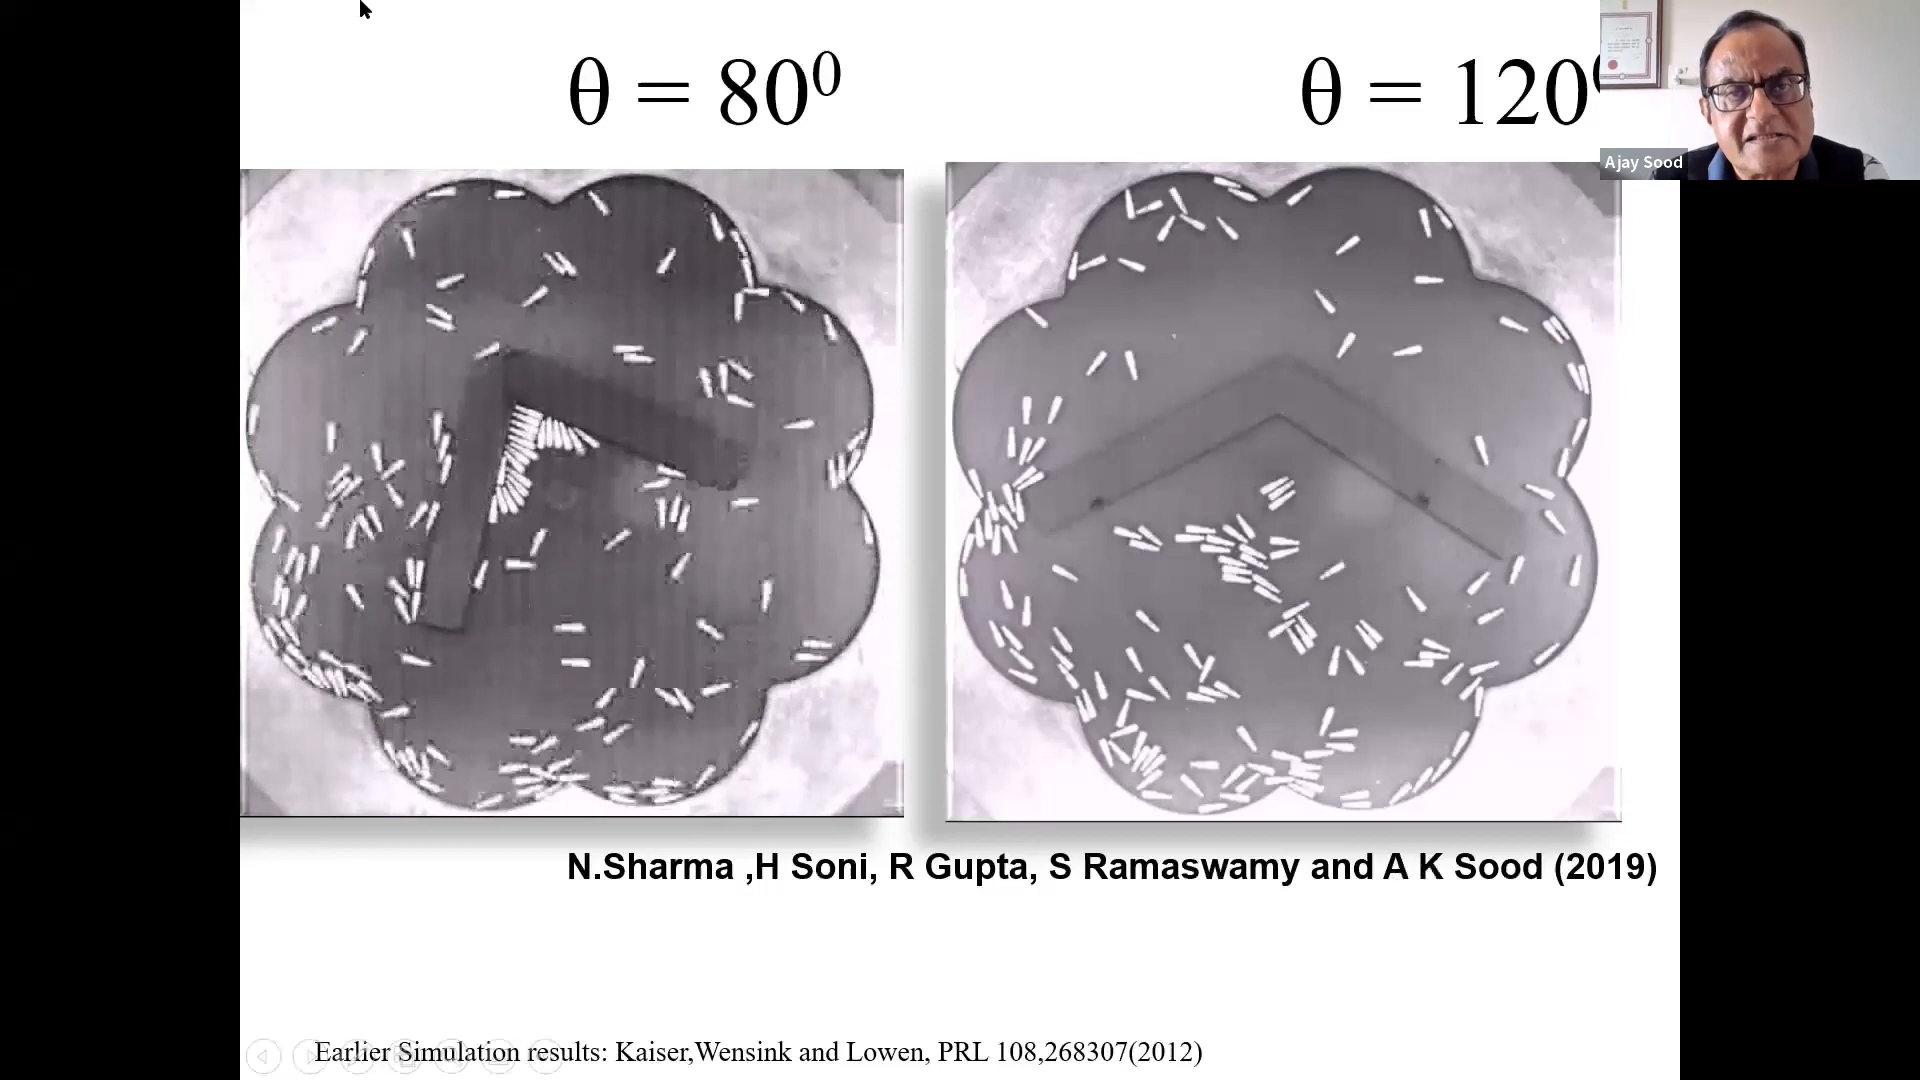 θ = 80⁰
θ = 120
Ajay Sood
N.Sharma ,H Soni, R Gupta, S Ramaswamy and A K Sood (2019)
Earlier Simulation results: Kaiser,Wensink and Lowen, PRL 108,268307(2012)